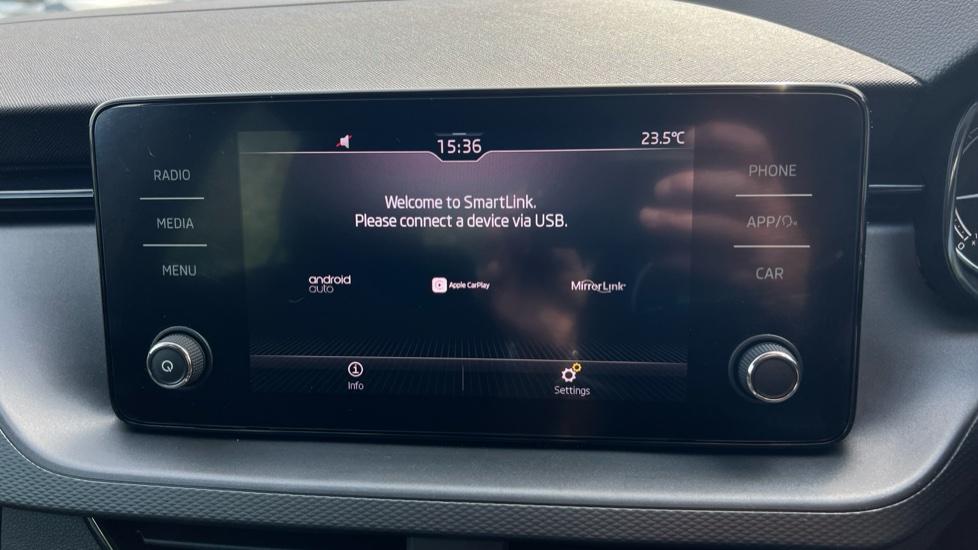 15:36
23.5°C
RADIO
MEDIA
MENU
Welcome to SmartLink.
Please connect a device via USB.
android
auto
Apple CarPlay
MirrorLink
Info
Settings
PHONE
APP/
CAR